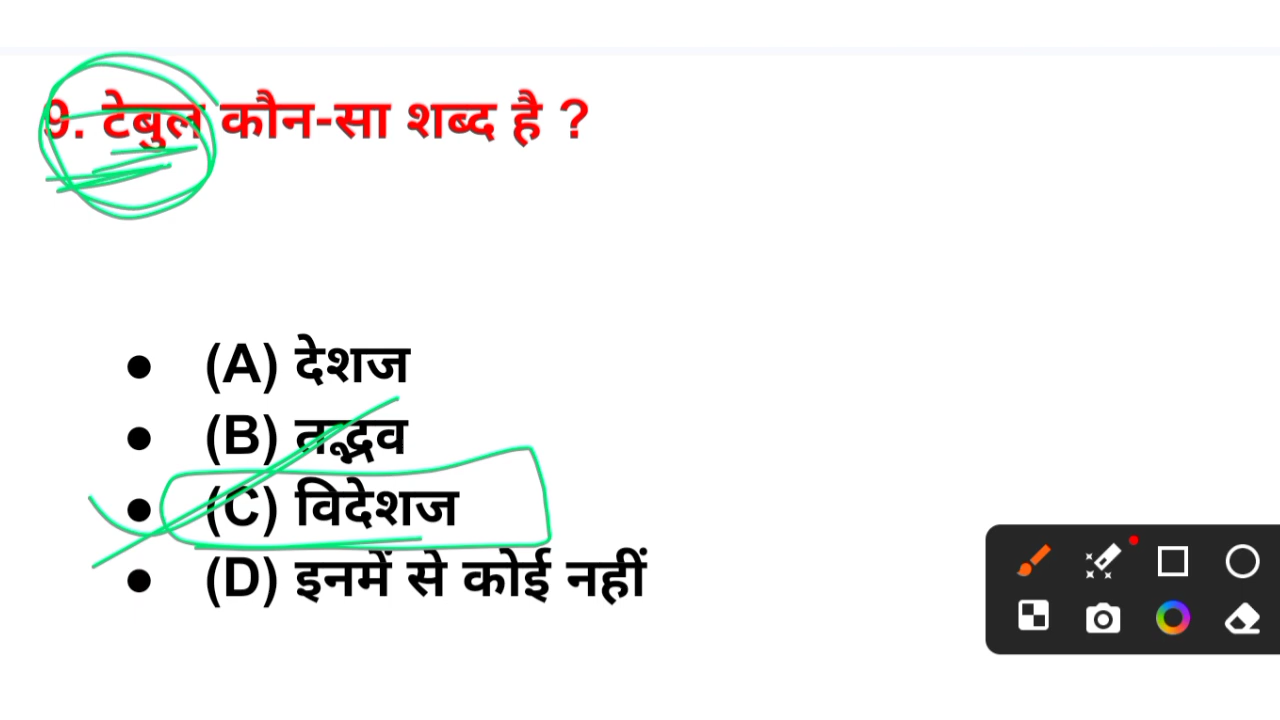 9. टेबुल कौन-सा शब्द है ?
● (A) देशज
● (B) तद्भव
● (C) विदेशज
● (D) इनमें से कोई नहीं